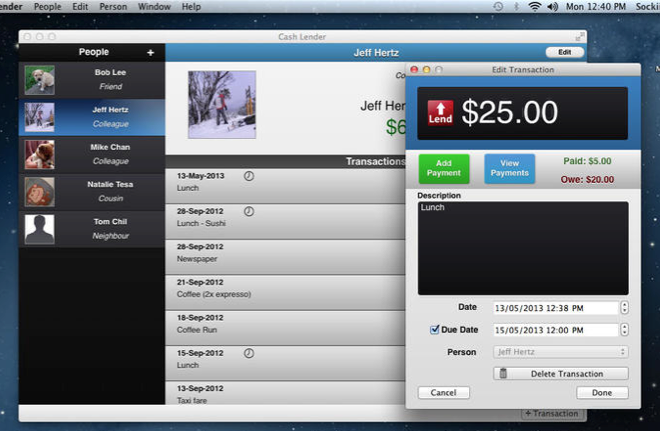 ender People Edit Person Window Help Mon 12:40 PM Socki
Cash Lender
People +
Jeff Hertz
Edit
Bob Lee
Friend
Jeff Hertz
Colleague
Mike Chan
Colleague
Natalie Tesa
Cousin
Tom Chil
Neighbour
Co
Jeff Her
$6
Transactions
13-May-2013
Lunch
28-Sep-2012
Lunch - Sushi
28-Sep-2012
Newspaper
21-Sep-2012
Coffee (2x expresso)
18-Sep-2012
Coffee Run
15-Sep-2012
Lunch
13-Sep-2012
Taxi fare
+ Transaction
Edit Transaction
Lend $25.00
Add Payment
View Payments
Paid: $5.00
Owe: $20.00
Description
Lunch
Date 13/05/2013 12:38 PM
Due Date 15/05/2013 12:00 PM
Person Jeff Hertz
Delete Transaction
Cancel Done